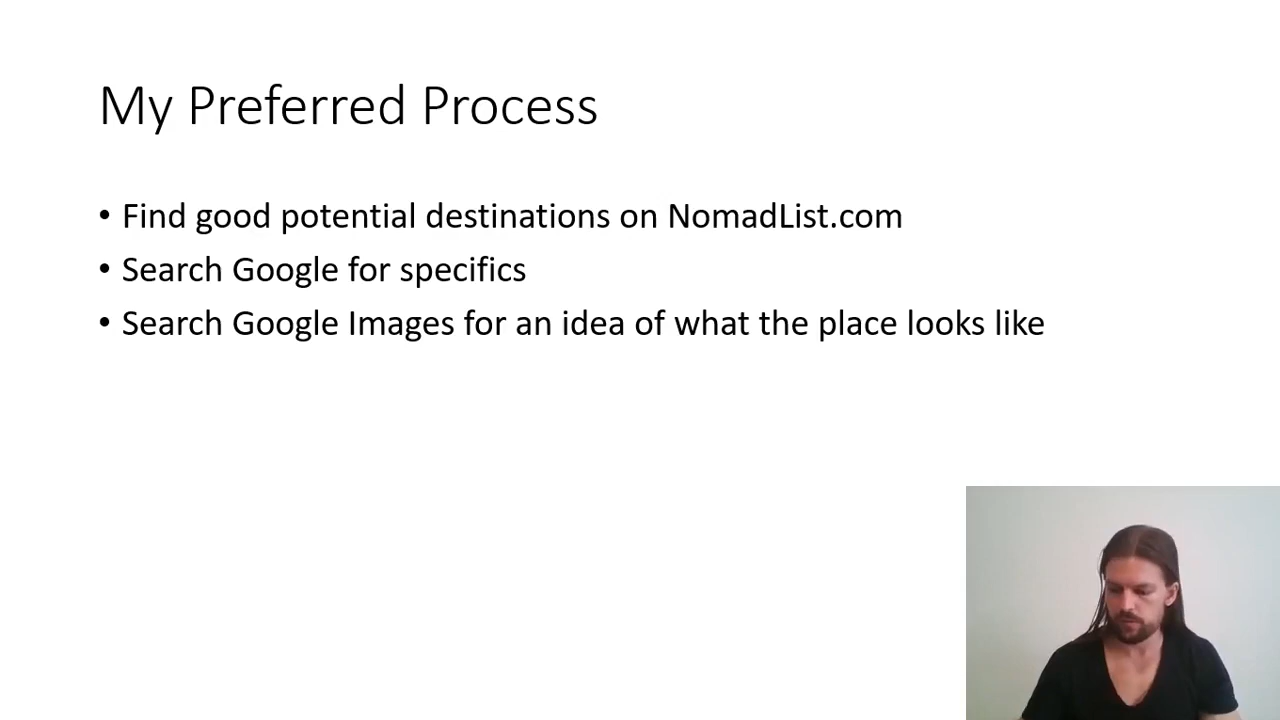 My Preferred Process
• Find good potential destinations on NomadList.com
• Search Google for specifics
• Search Google Images for an idea of what the place looks like